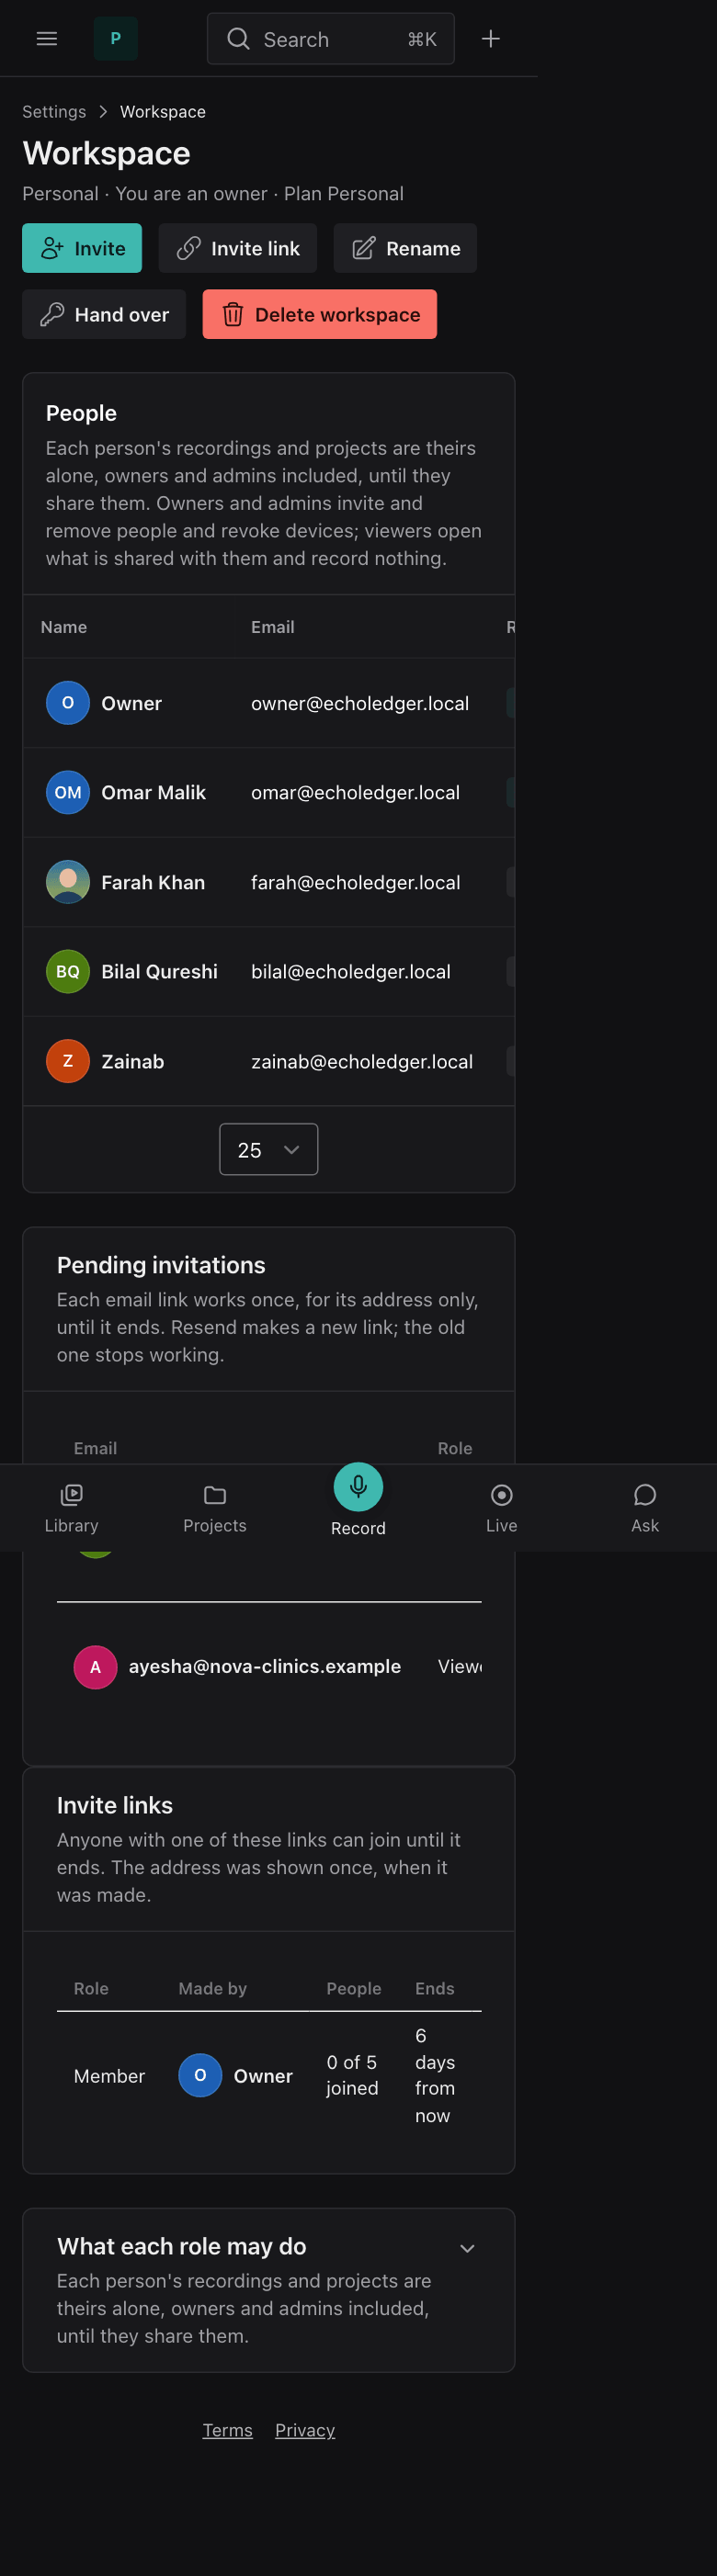 P
Search ⌘K
Settings > Workspace
Workspace
Personal · You are an owner · Plan Personal
Invite
Invite link
Rename
Hand over
Delete workspace
People
Each person's recordings and projects are theirs
alone, owners and admins included, until they
share them. Owners and admins invite and
remove people and revoke devices; viewers open
what is shared with them and record nothing.
Name Email
O Owner owner@echoledger.local
OM Omar Malik omar@echoledger.local
Farah Khan farah@echoledger.local
BQ Bilal Qureshi bilal@echoledger.local
Z Zainab zainab@echoledger.local
25
Pending invitations
Each email link works once, for its address only,
until it ends. Resend makes a new link; the old
one stops working.
Email Role
Library Projects Record Live Ask
A ayesha@nova-clinics.example
Invite links
Anyone with one of these links can join until it
ends. The address was shown once, when it
was made.
Role Made by People Ends
Member O Owner 0 of 5
joined
6
days
from
now
What each role may do
Each person's recordings and projects are
theirs alone, owners and admins included,
until they share them.
Terms Privacy